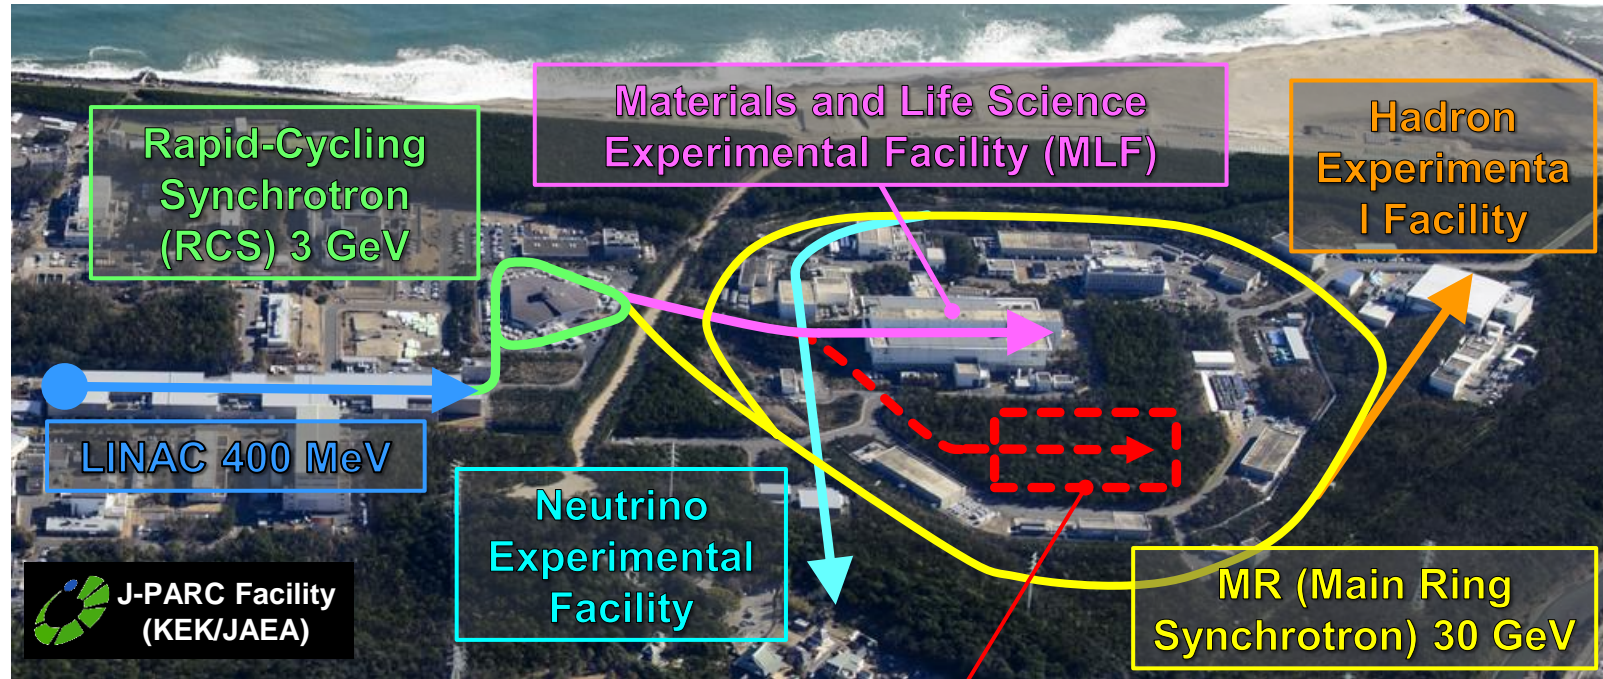 Materials and Life Science
Experimental Facility (MLF)
Hadron
Experimenta
l Facility
Rapid-Cycling
Synchrotron
(RCS) 3 GeV
LINAC 400 MeV
Neutrino
Experimental
Facility
MR (Main Ring
Synchrotron) 30 GeV
J-PARC Facility
(KEK/JAEA)